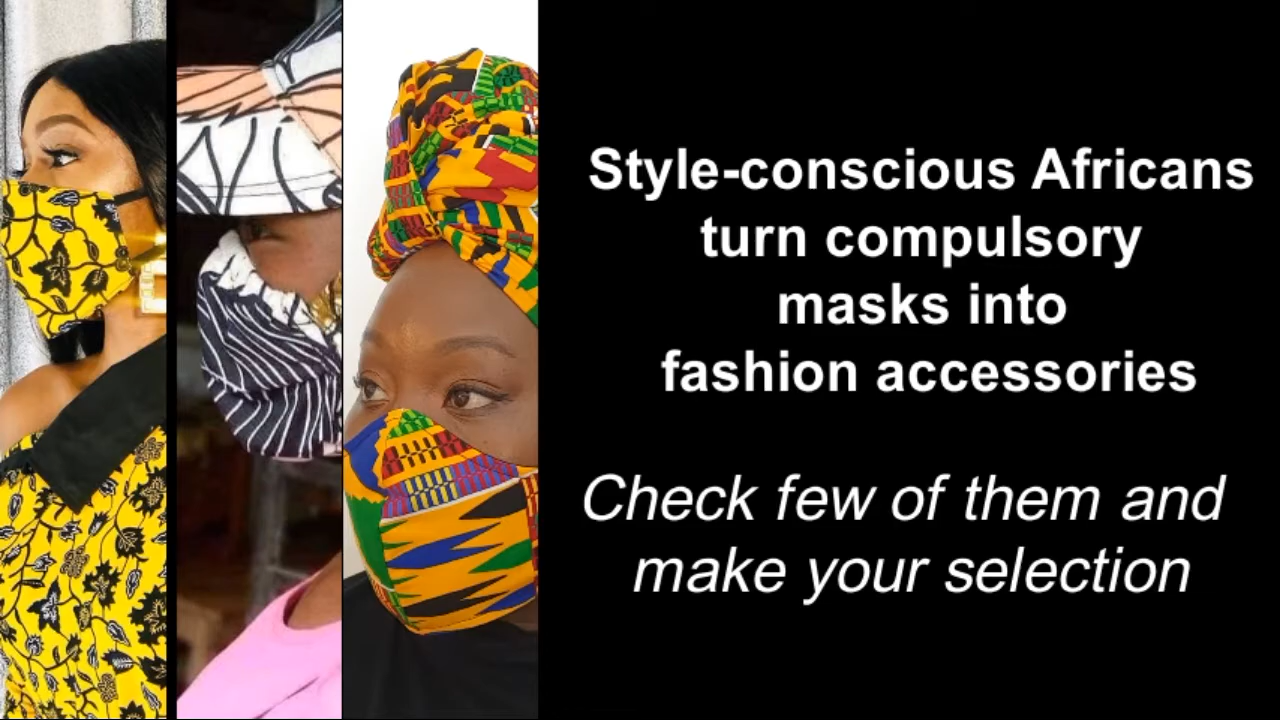 Style-conscious Africans
turn compulsory
masks into
fashion accessories
Check few of them and
make your selection